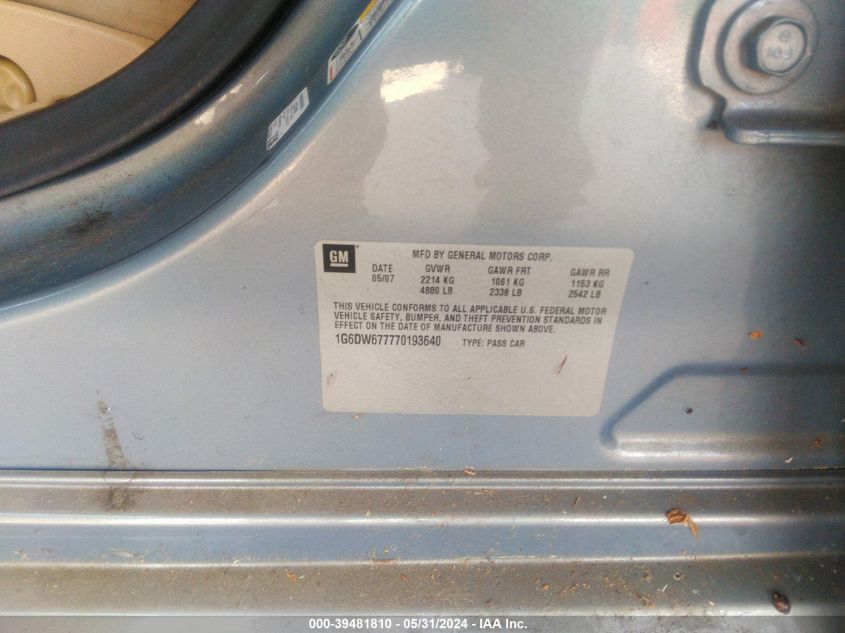 GM
MFD BY GENERAL MOTORS CORP.
DATE GVWR GAWR FRT GAWR RR
05/07 2214 KG 1061 KG 1153 KG
4880 LB 2338 LB 2542 LB
THIS VEHICLE CONFORMS TO ALL APPLICABLE U.S. FEDERAL MOTOR
VEHICLE SAFETY, BUMPER, AND THEFT PREVENTION STANDARDS IN
EFFECT ON THE DATE OF MANUFACTURE SHOWN ABOVE.
1G6DW677770193640 TYPE: PASS CAR
000-39481810 - 05/31/2024 - IAA Inc.